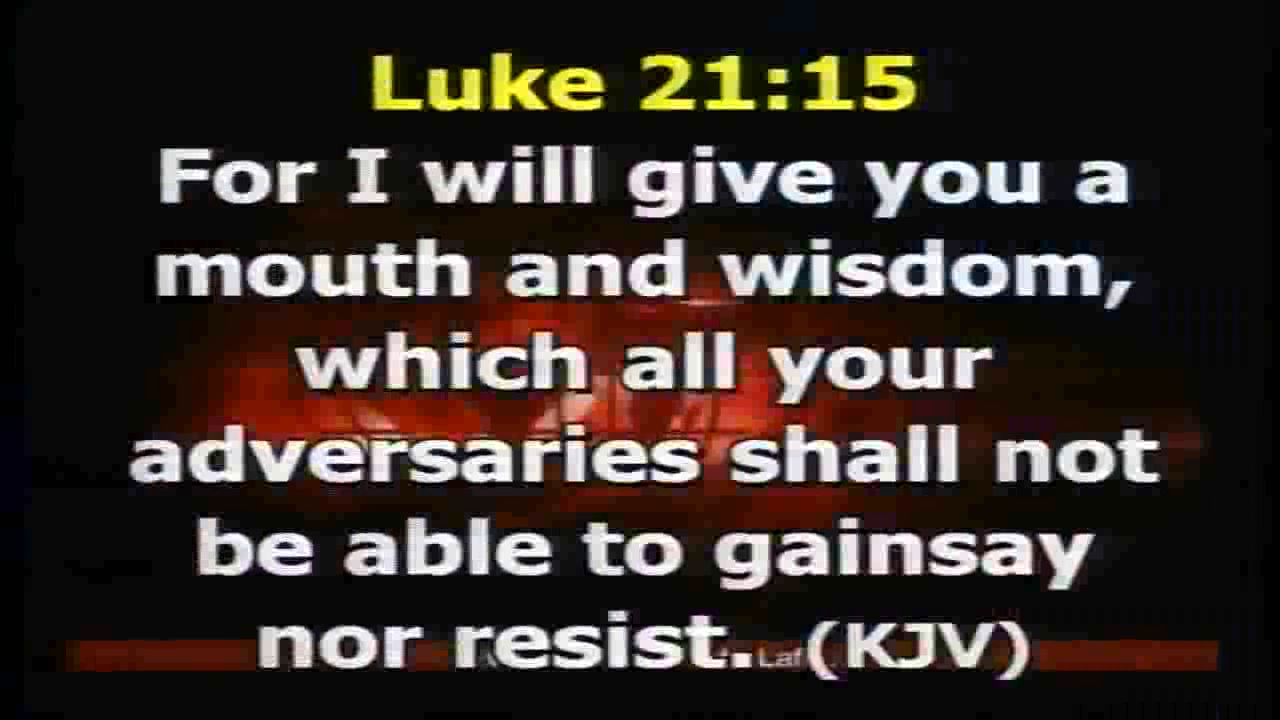 Luke 21:15
For I will give you a
mouth and wisdom,
which all your
adversaries shall not
be able to gainsay
nor resist. (KJV)